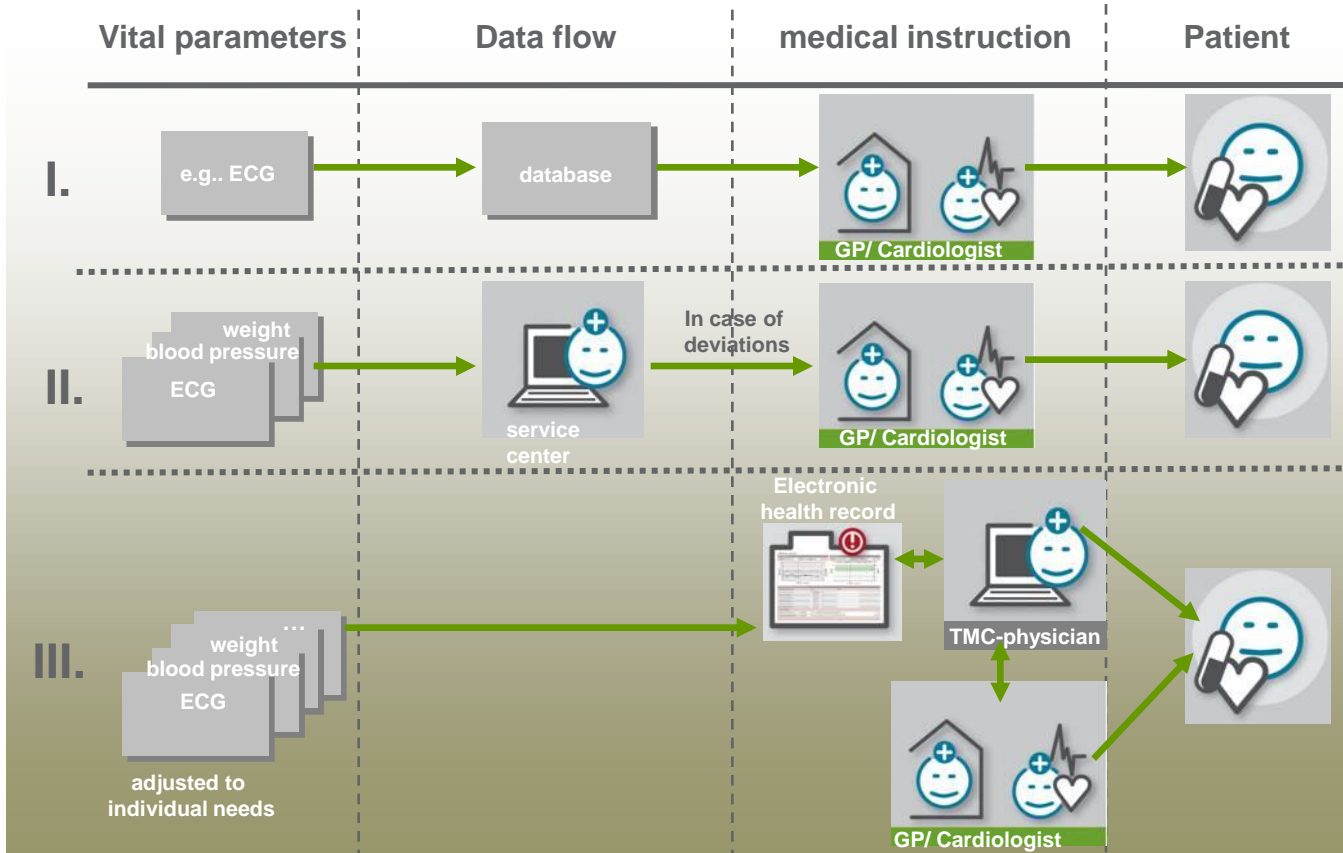 Vital parameters
Data flow
medical instruction
Patient
I.
e.g.. ECG
database
GP/ Cardiologist
II.
weight
blood pressure
ECG
service
center
In case of
deviations
GP/ Cardiologist
III.
...
weight
blood pressure
ECG
adjusted to
individual needs
Electronic
health record
TMC-physician
GP/ Cardiologist